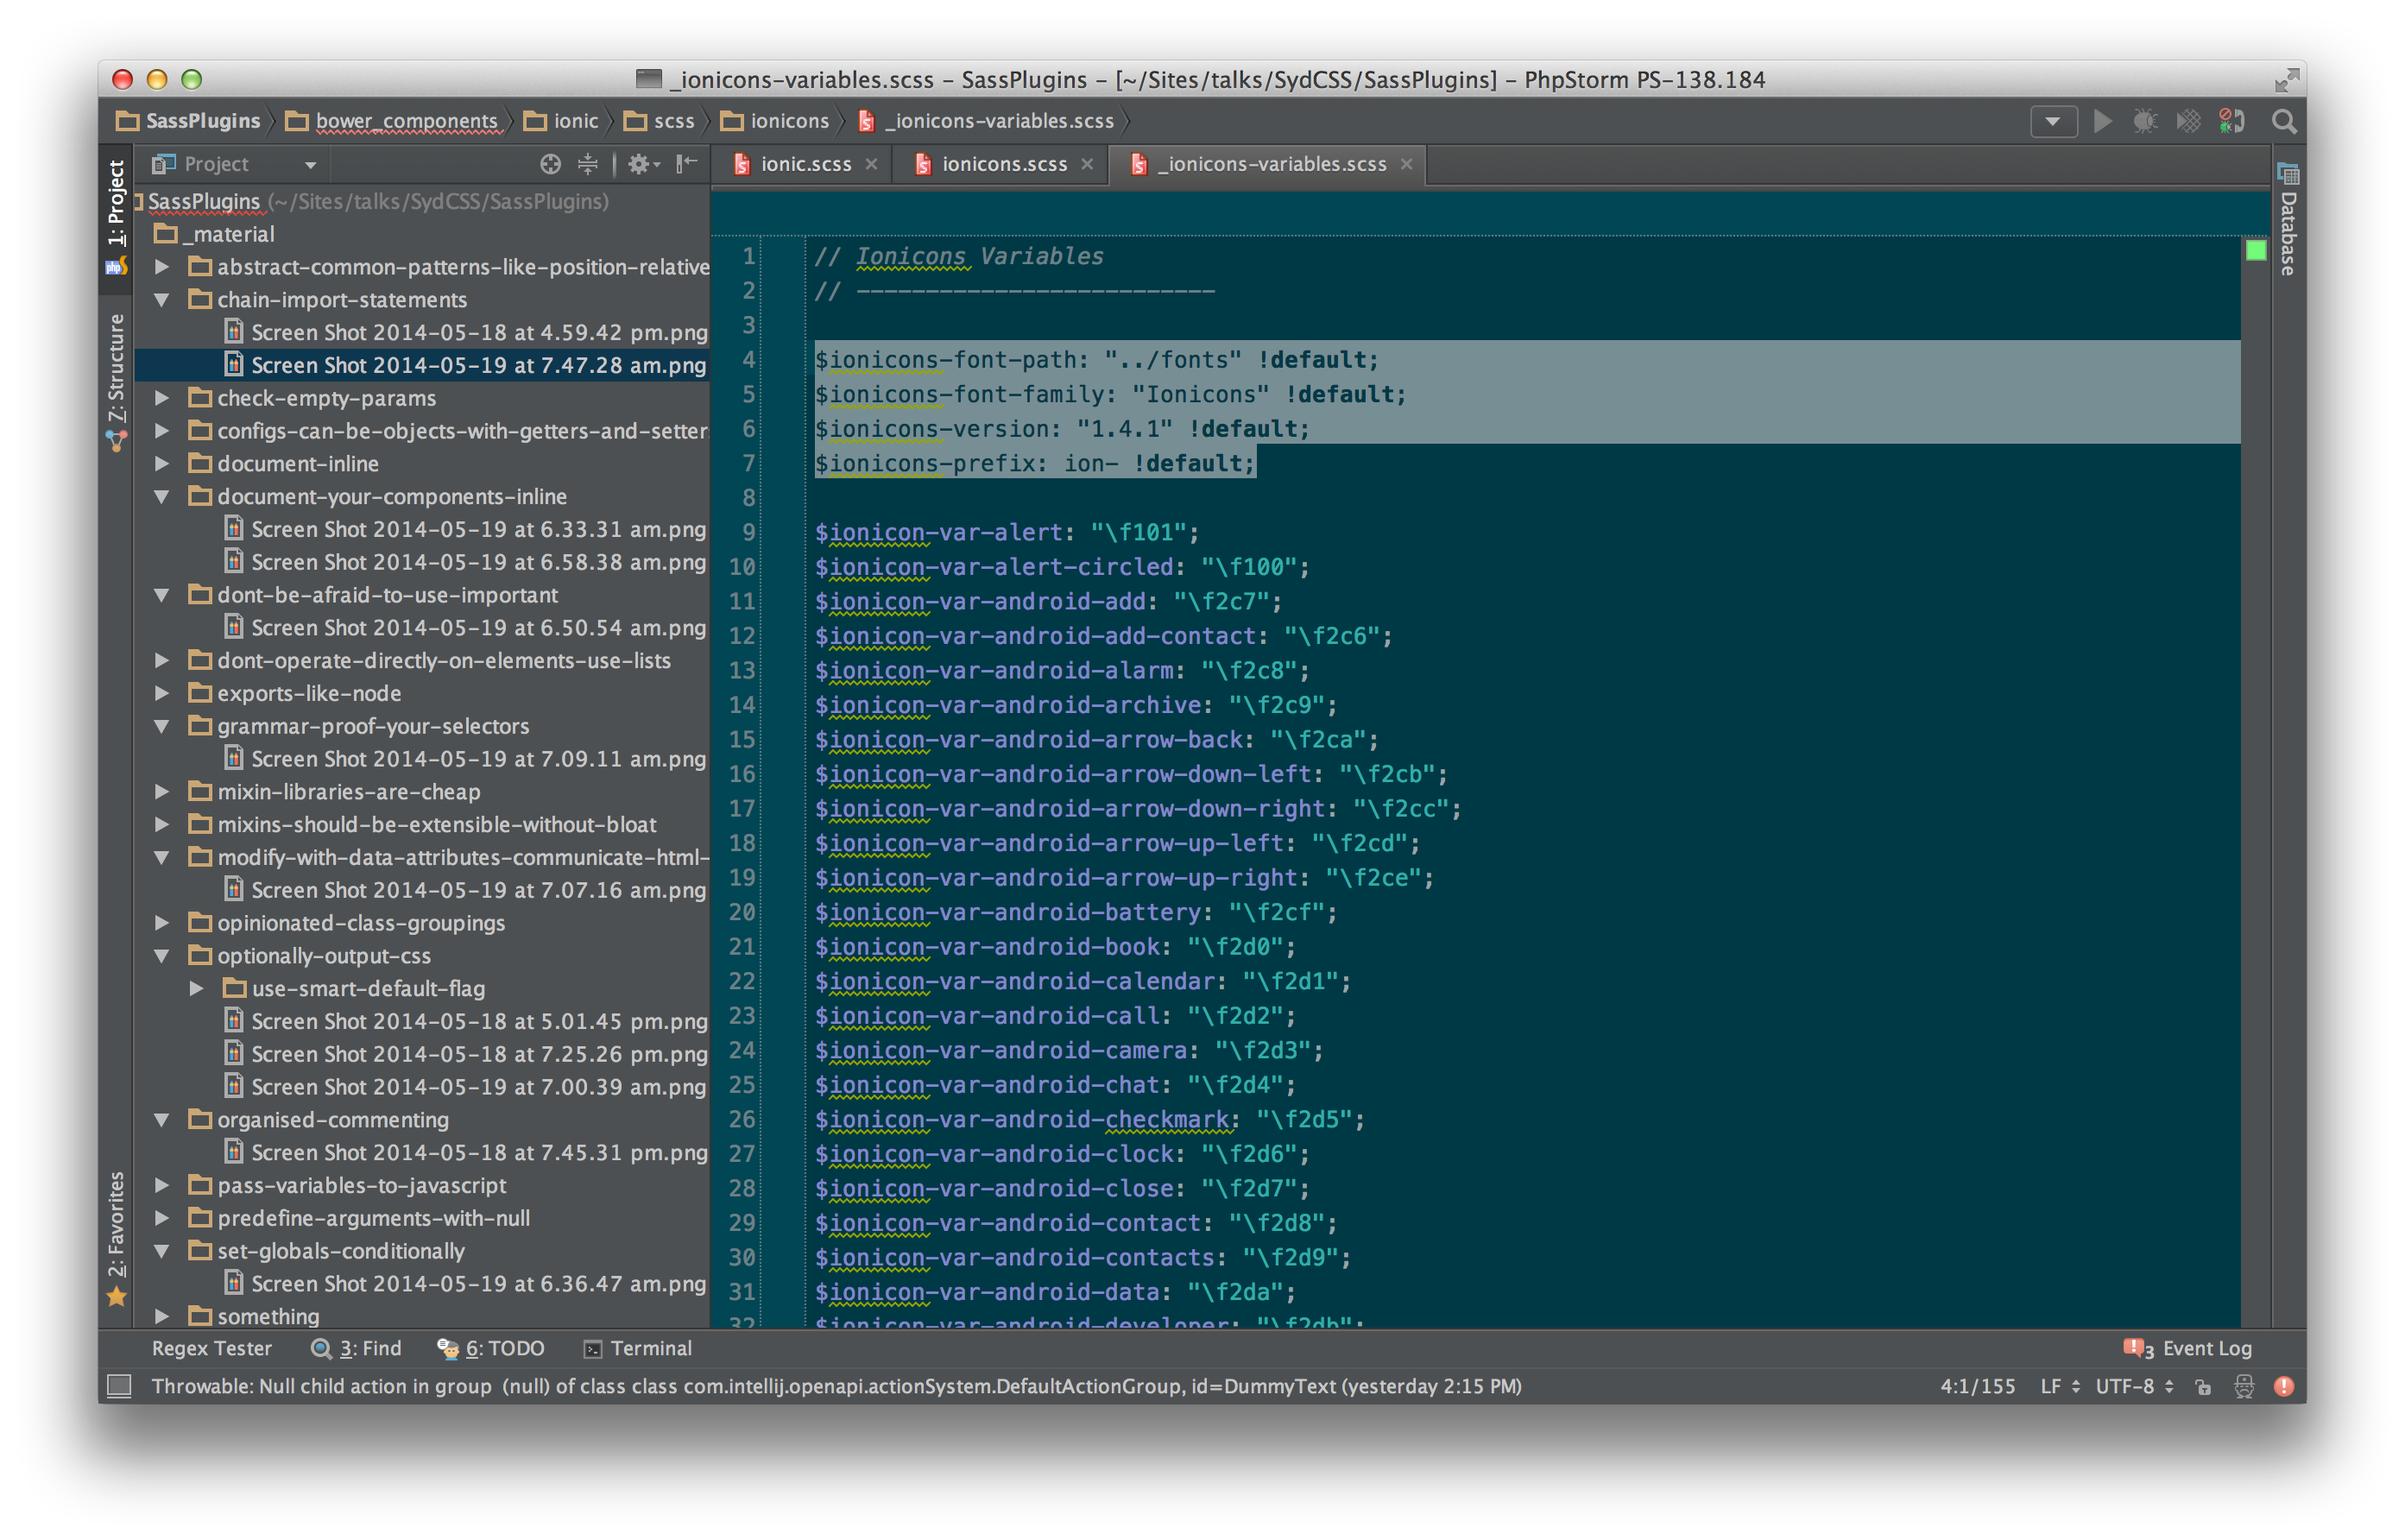 _ionicons-variables.scss – SassPlugins – [~/Sites/talks/SydCSS/SassPlugins] – PhpStorm PS-138.184
SassPlugins bower_components ionic scss ionicons _ionicons-variables.scss
Project
ionic.scss
ionicons.scss
_ionicons-variables.scss
1: Project
7: Structure
2: Favorites
SassPlugins (~/Sites/talks/SydCSS/SassPlugins)
_material
abstract-common-patterns-like-position-relative
chain-import-statements
Screen Shot 2014-05-18 at 4.59.42 pm.png
Screen Shot 2014-05-19 at 7.47.28 am.png
check-empty-params
configs-can-be-objects-with-getters-and-setter
document-inline
document-your-components-inline
Screen Shot 2014-05-19 at 6.33.31 am.png
Screen Shot 2014-05-19 at 6.58.38 am.png
dont-be-afraid-to-use-important
Screen Shot 2014-05-19 at 6.50.54 am.png
dont-operate-directly-on-elements-use-lists
exports-like-node
grammar-proof-your-selectors
Screen Shot 2014-05-19 at 7.09.11 am.png
mixin-libraries-are-cheap
mixins-should-be-extensible-without-bloat
modify-with-data-attributes-communicate-html-
Screen Shot 2014-05-19 at 7.07.16 am.png
opinionated-class-groupings
optionally-output-css
use-smart-default-flag
Screen Shot 2014-05-18 at 5.01.45 pm.png
Screen Shot 2014-05-18 at 7.25.26 pm.png
Screen Shot 2014-05-19 at 7.00.39 am.png
organised-commenting
Screen Shot 2014-05-18 at 7.45.31 pm.png
pass-variables-to-javascript
predefine-arguments-with-null
set-globals-conditionally
Screen Shot 2014-05-19 at 6.36.47 am.png
something
1 // Ionicons Variables
2 // --------------------------
3
4 $ionicons-font-path: "../fonts" !default;
5 $ionicons-font-family: "Ionicons" !default;
6 $ionicons-version: "1.4.1" !default;
7 $ionicons-prefix: ion- !default;
8
9 $ionicon-var-alert: "\f101";
10 $ionicon-var-alert-circled: "\f100";
11 $ionicon-var-android-add: "\f2c7";
12 $ionicon-var-android-add-contact: "\f2c6";
13 $ionicon-var-android-alarm: "\f2c8";
14 $ionicon-var-android-archive: "\f2c9";
15 $ionicon-var-android-arrow-back: "\f2ca";
16 $ionicon-var-android-arrow-down-left: "\f2cb";
17 $ionicon-var-android-arrow-down-right: "\f2cc";
18 $ionicon-var-android-arrow-up-left: "\f2cd";
19 $ionicon-var-android-arrow-up-right: "\f2ce";
20 $ionicon-var-android-battery: "\f2cf";
21 $ionicon-var-android-book: "\f2d0";
22 $ionicon-var-android-calendar: "\f2d1";
23 $ionicon-var-android-call: "\f2d2";
24 $ionicon-var-android-camera: "\f2d3";
25 $ionicon-var-android-chat: "\f2d4";
26 $ionicon-var-android-checkmark: "\f2d5";
27 $ionicon-var-android-clock: "\f2d6";
28 $ionicon-var-android-close: "\f2d7";
29 $ionicon-var-android-contact: "\f2d8";
30 $ionicon-var-android-contacts: "\f2d9";
31 $ionicon-var-android-data: "\f2da";
32 $ionicon-var-android-developer: "\f2db";
Database
Regex Tester 3: Find 6: TODO Terminal 3 Event Log
Throwable: Null child action in group (null) of class class com.intellij.openapi.actionSystem.DefaultActionGroup, id=DummyText (yesterday 2:15 PM) 4:1/155 LF UTF-8